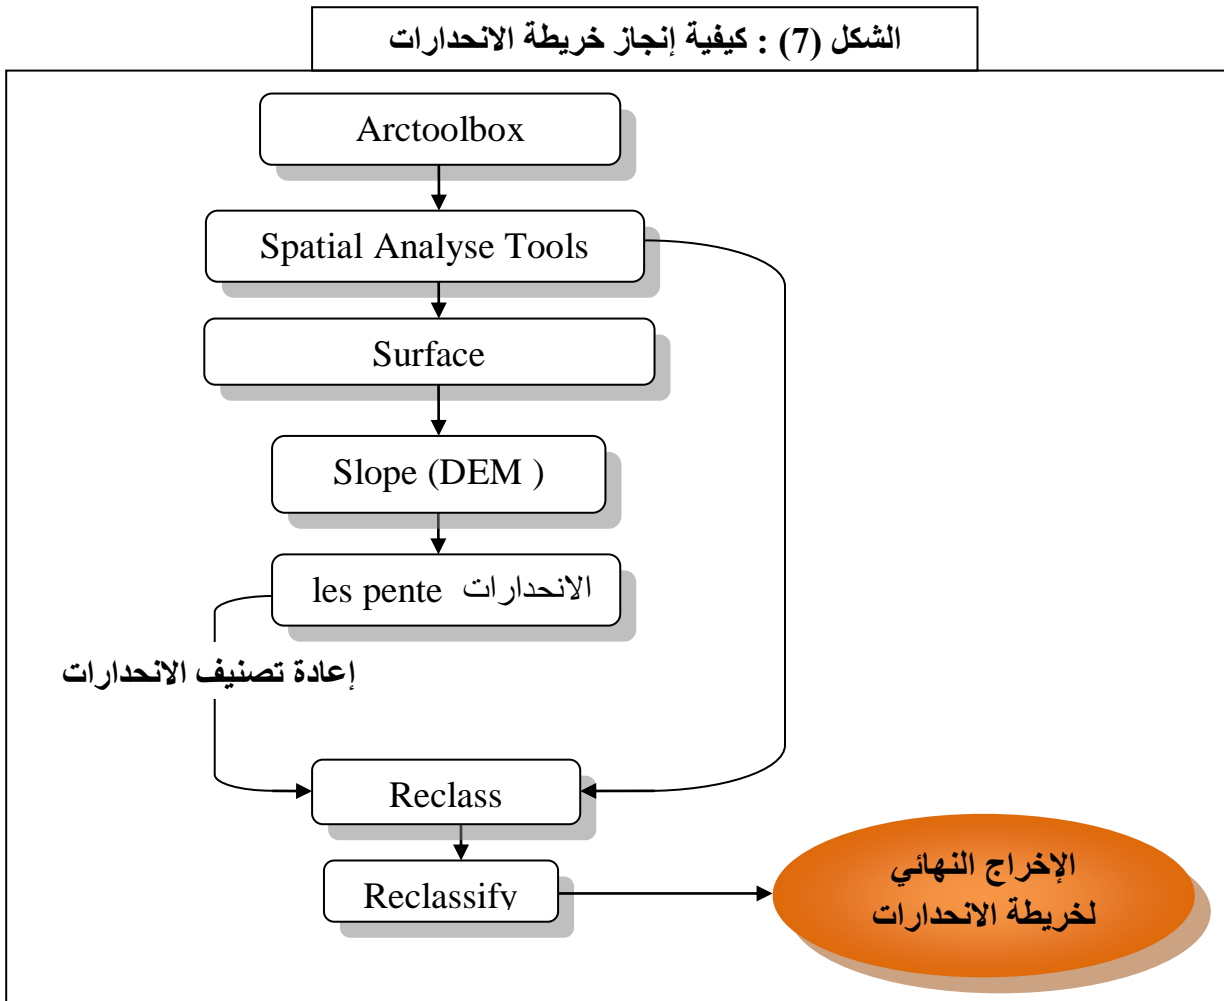 الشكل (7) : كيفية إنجاز خريطة الانحدارات
Arctoolbox
Spatial Analyse Tools
Surface
Slope (DEM )
les pente الانحدارات
إعادة تصنيف الانحدارات
Reclass
Reclassify
الإخراج النهائي
لخريطة الانحدارات